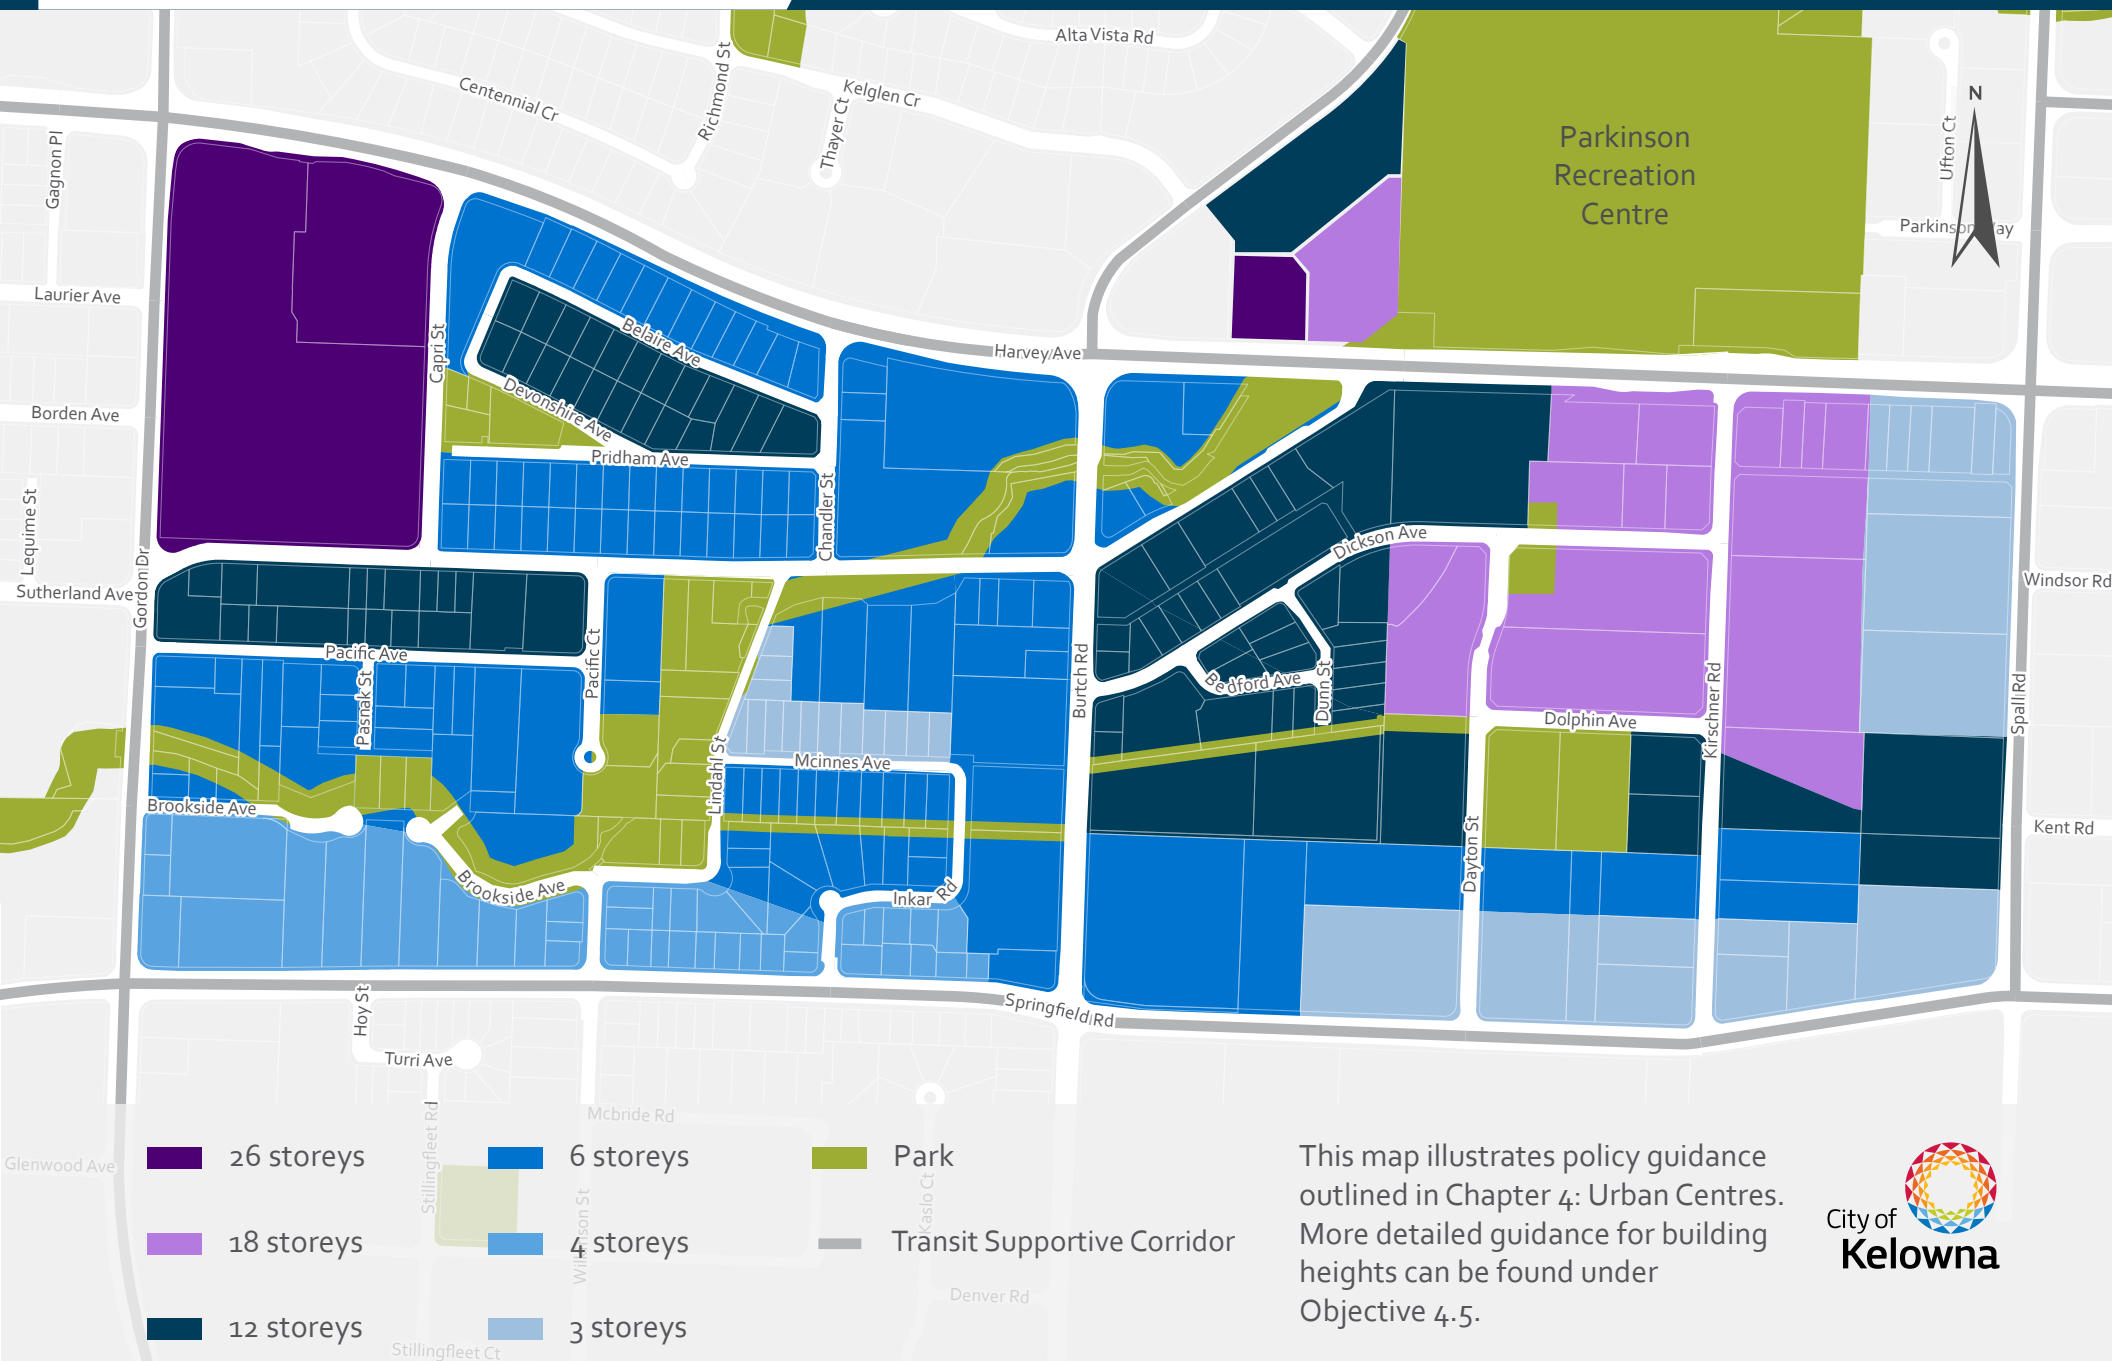 Alta Vista Rd
Centennial Cr
Richmond St
Kelglen Cr
Thayer Ct
Parkinson
Recreation
Centre
Ufton Ct
N
Parkinson Way
Gagnon Pl
Laurier Ave
Borden Ave
Lequime St
Sutherland Ave
Gordon Dr
Capri St
Belaire Ave
Devonshire Ave
Pridham Ave
Chandler St
Harvey Ave
Dickson Ave
Windsor Rd
Pacific Ave
Pasnak St
Pacific Ct
Burtch Rd
Bedford Ave
Dunn St
Dolphin Ave
Kirschner Rd
Spall Rd
Lindahl St
Mcinnes Ave
Brookside Ave
Brookside Ave
Inkar Rd
Dayton St
Kent Rd
Springfield Rd
Hoy St
Turri Ave
Stillingfleet Rd
Mcbride Rd
Glenwood Ave
Wilkinson St
Kaslo Ct
Denver Rd
Stillingfleet Ct
26 storeys
18 storeys
12 storeys
6 storeys
4 storeys
3 storeys
Park
Transit Supportive Corridor
This map illustrates policy guidance
outlined in Chapter 4: Urban Centres.
More detailed guidance for building
heights can be found under
Objective 4.5.
City of
Kelowna